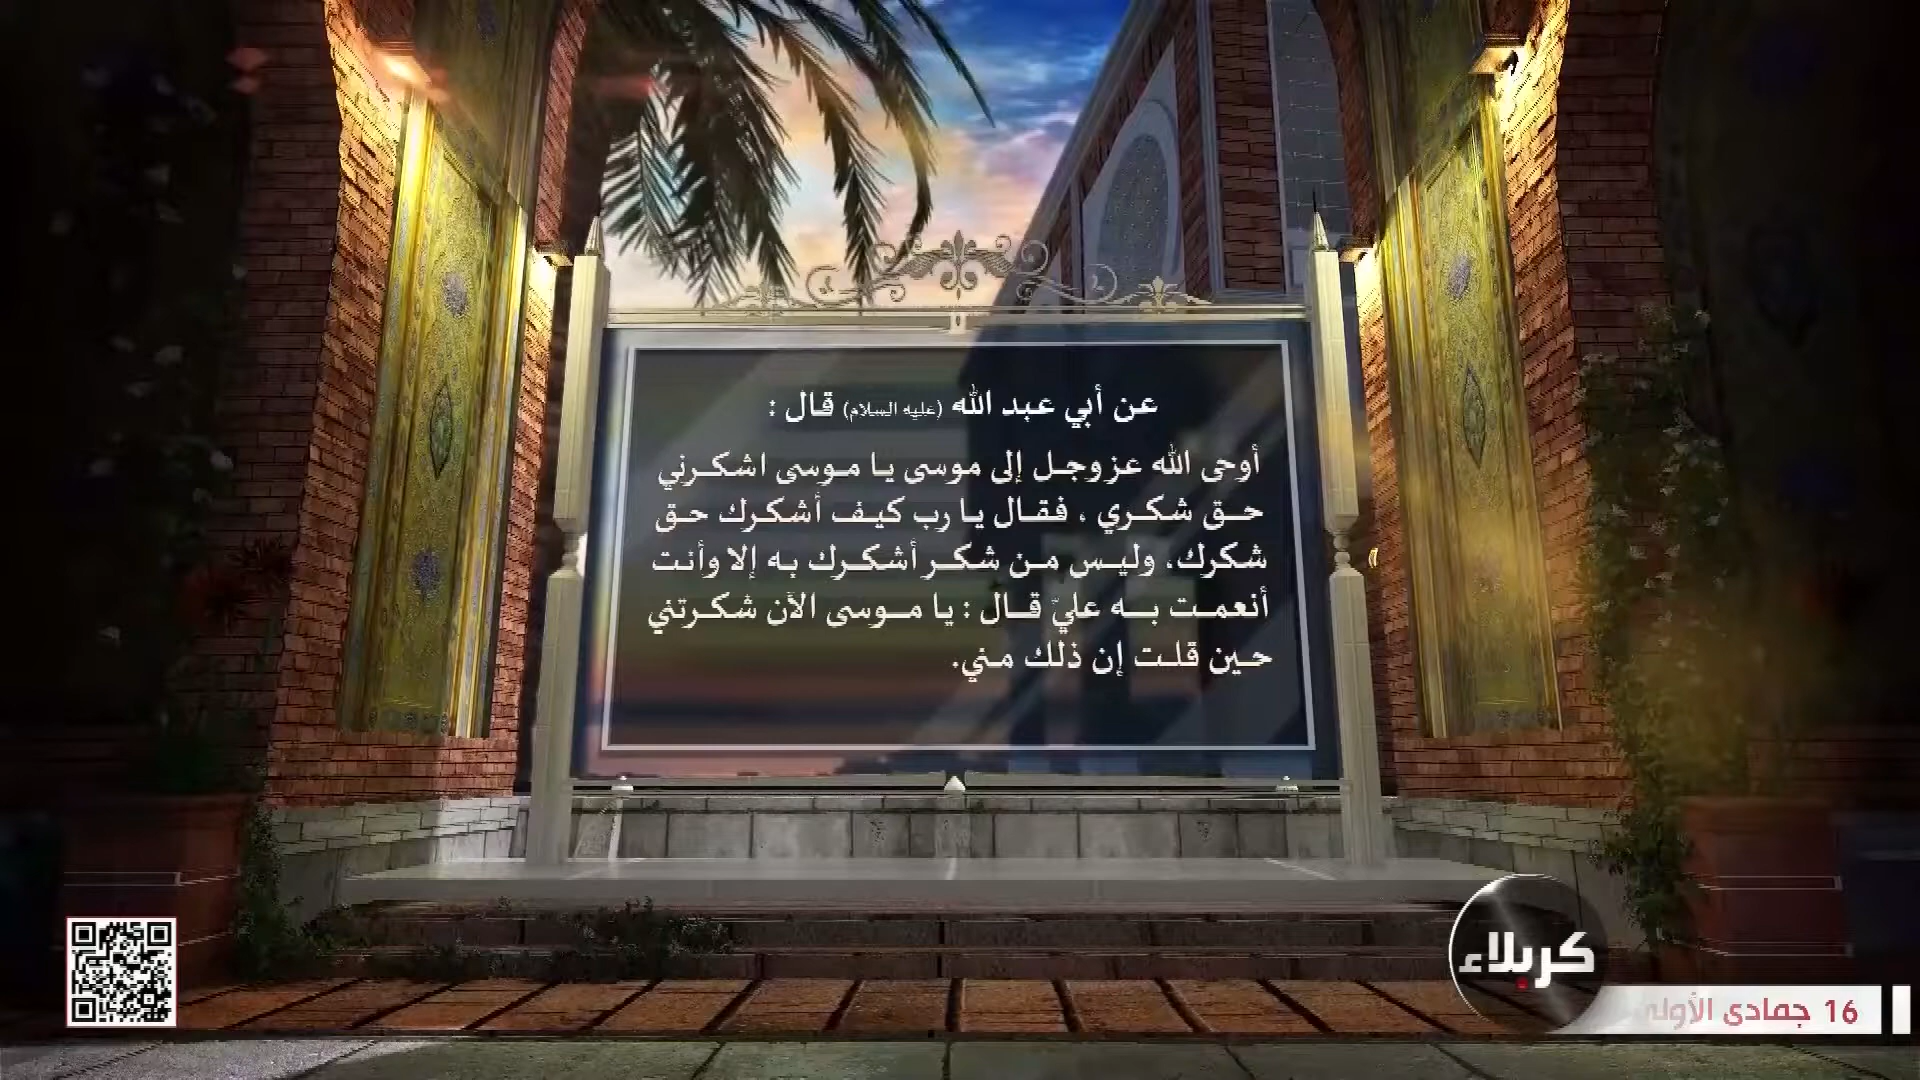 عن أبي عبد الله (عليه السلام) قال :
أوحى الله عزوجل إلى موسى يا موسى اشكرني
حق شكري ، فقال يا رب كيف أشكرك حق
شكرك، وليس من شكر أشكرك به إلا وأنت
أنعمت به عليّ قال : يا موسى الآن شكرتني
حين قلت إن ذلك مني.
كربلاء
16 جمادى الأولى